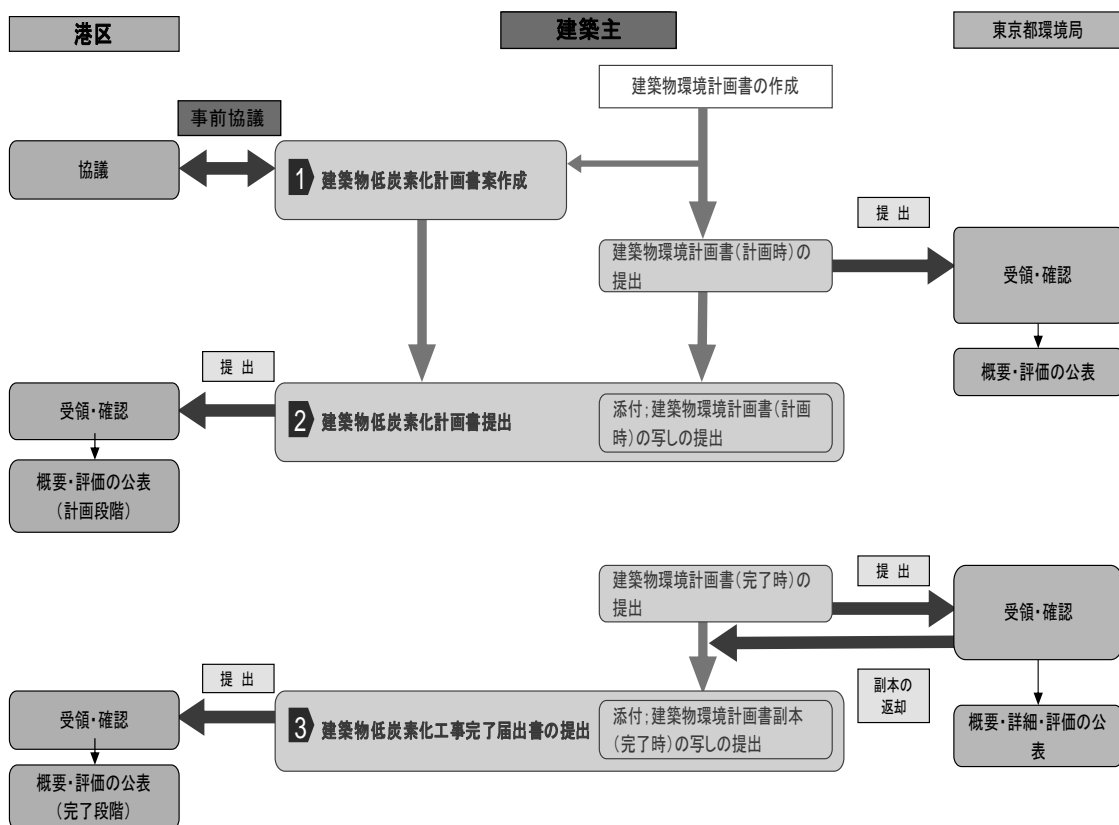 港区
建築主
東京都環境局
建築物環境計画書の作成
事前協議
協議
1 建築物低炭素化計画書案作成
提 出
建築物環境計画書(計画時)の
提出
受領・確認
概要・評価の公表
提 出
受領・確認
2 建築物低炭素化計画書提出
添付;建築物環境計画書(計画
時)の写しの提出
概要・評価の公表
(計画段階)
建築物環境計画書(完了時)の
提出
提 出
受領・確認
副本の
返却
提 出
受領・確認
3 建築物低炭素化工事完了届出書の提出
添付;建築物環境計画書副本
(完了時)の写しの提出
概要・詳細・評価の公
表
概要・評価の公表
(完了段階)